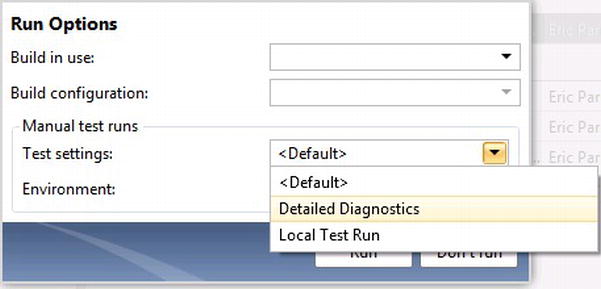 Run Options
Eric Par
Build in use:
Build configuration:
Eric Par
Manual test runs
Eric Par
Test settings:
<Default>
Eric Par
<Default>
Environment:
Detailed Diagnostics
Local Test Run
Run
Don't run